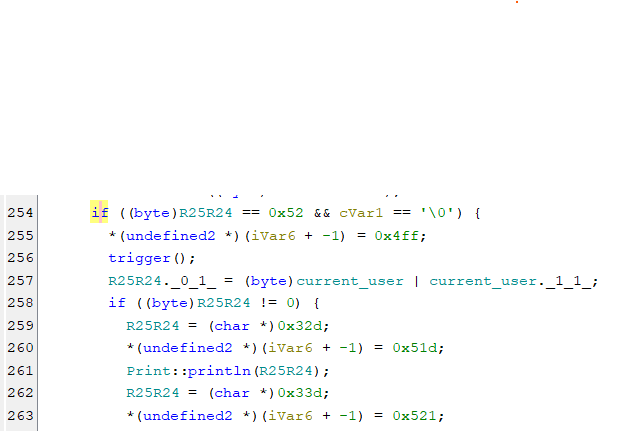 254 if ((byte)R25R24 == 0x52 && cVar1 == '\0') {
255 *(undefined2 *)(iVar6 + -1) = 0x4ff;
256 trigger();
257 R25R24._0_1_ = (byte)current_user | current_user._1_1_;
258 if ((byte)R25R24 != 0) {
259 R25R24 = (char *)0x32d;
260 *(undefined2 *)(iVar6 + -1) = 0x51d;
261 Print::println(R25R24);
262 R25R24 = (char *)0x33d;
263 *(undefined2 *)(iVar6 + -1) = 0x521;